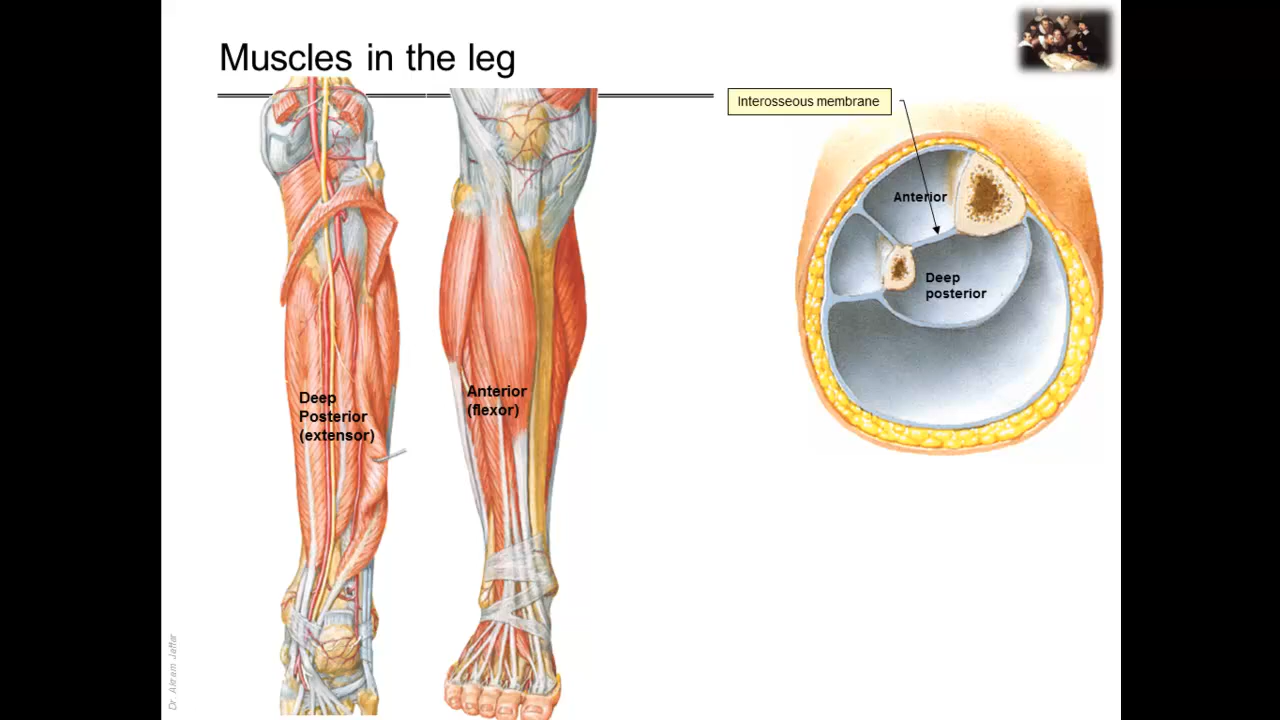 Muscles in the leg
Interosseous membrane
Anterior
Deep
posterior
Deep
Posterior
(extensor)
Anterior
(flexor)
Dr Akram Jaffar